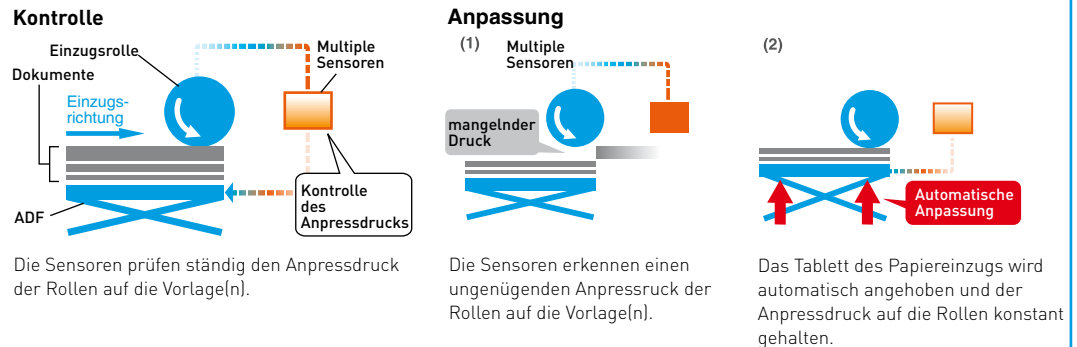 Kontrolle
Einzugsrolle
Multiple
Sensoren
Dokumente
Einzugs-
richtung
Kontrolle
des
Anpressdrucks
ADF
Die Sensoren prüfen ständig den Anpressdruck
der Rollen auf die Vorlage(n).
Anpassung
(1)
Multiple
Sensoren
mangelnder
Druck
Die Sensoren erkennen einen
ungenügenden Anpressruck der
Rollen auf die Vorlage(n).
(2)
Automatische
Anpassung
Das Tablett des Papiereinzugs wird
automatisch angehoben und der
Anpressdruck auf die Rollen konstant
gehalten.